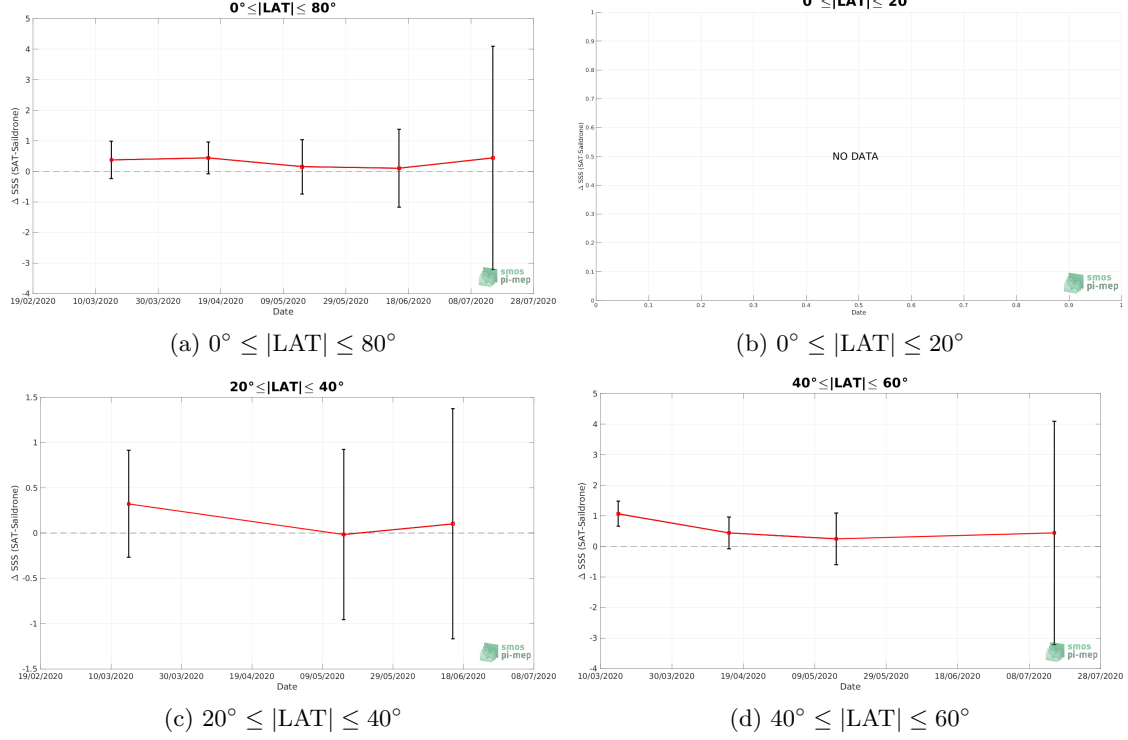 0°≤|LAT|≤ 80°
Δ SSS (SAT-Saildrone)
5
4
3
2
1
0
-1
-2
-3
-4
19/02/2020 10/03/2020 30/03/2020 19/04/2020 09/05/2020 29/05/2020 18/06/2020 08/07/2020 28/07/2020
Date
smos
pi-mep
(a) 0° ≤ |LAT| ≤ 80°
0° ≤|LAT|≤ 20°
Δ SSS (SAT-Saildrone)
1
0.9
0.8
0.7
0.6
0.5
0.4
0.3
0.2
0.1
0
NO DATA
0 0.1 0.2 0.3 0.4 0.5 0.6 0.7 0.8 0.9 1
Date
smos
pi-mep
(b) 0° ≤ |LAT| ≤ 20°
20°≤|LAT|≤ 40°
Δ SSS (SAT-Saildrone)
1.5
1
0.5
0
-0.5
-1
-1.5
19/02/2020 10/03/2020 30/03/2020 19/04/2020 09/05/2020 29/05/2020 18/06/2020 08/07/2020
Date
smos
pi-mep
(c) 20° ≤ |LAT| ≤ 40°
40°≤|LAT|≤ 60°
Δ SSS (SAT-Saildrone)
5
4
3
2
1
0
-1
-2
-3
-4
10/03/2020 30/03/2020 19/04/2020 09/05/2020 29/05/2020 18/06/2020 08/07/2020 28/07/2020
Date
smos
pi-mep
(d) 40° ≤ |LAT| ≤ 60°